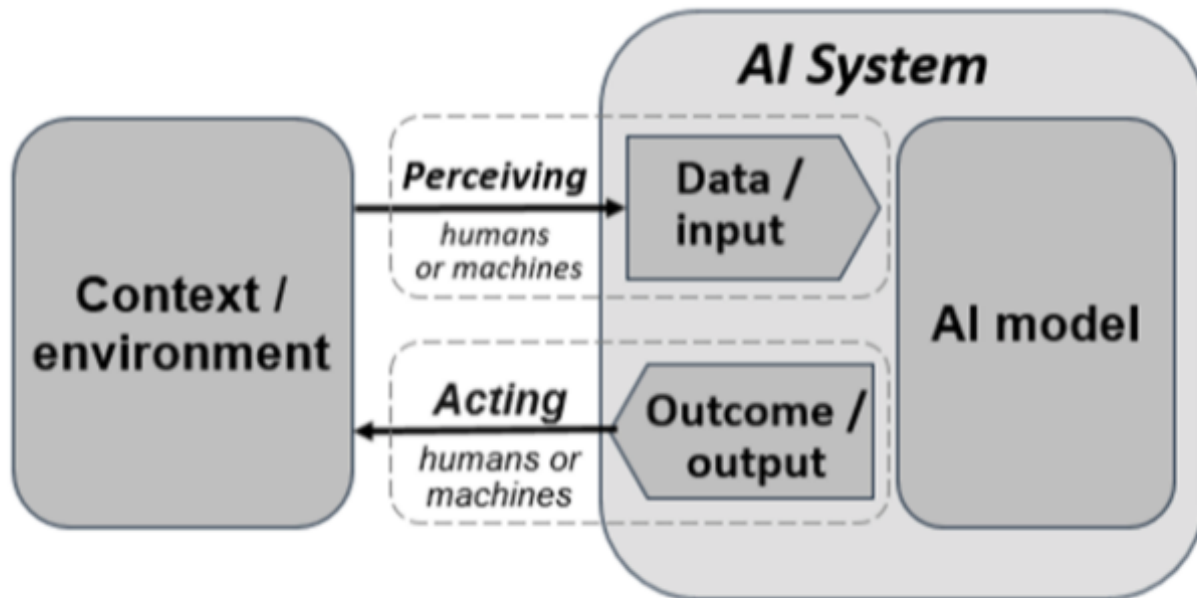 AI System
Context /
environment
Perceiving
humans
or machines
Data /
input
AI model
Acting
humans or
machines
Outcome /
output